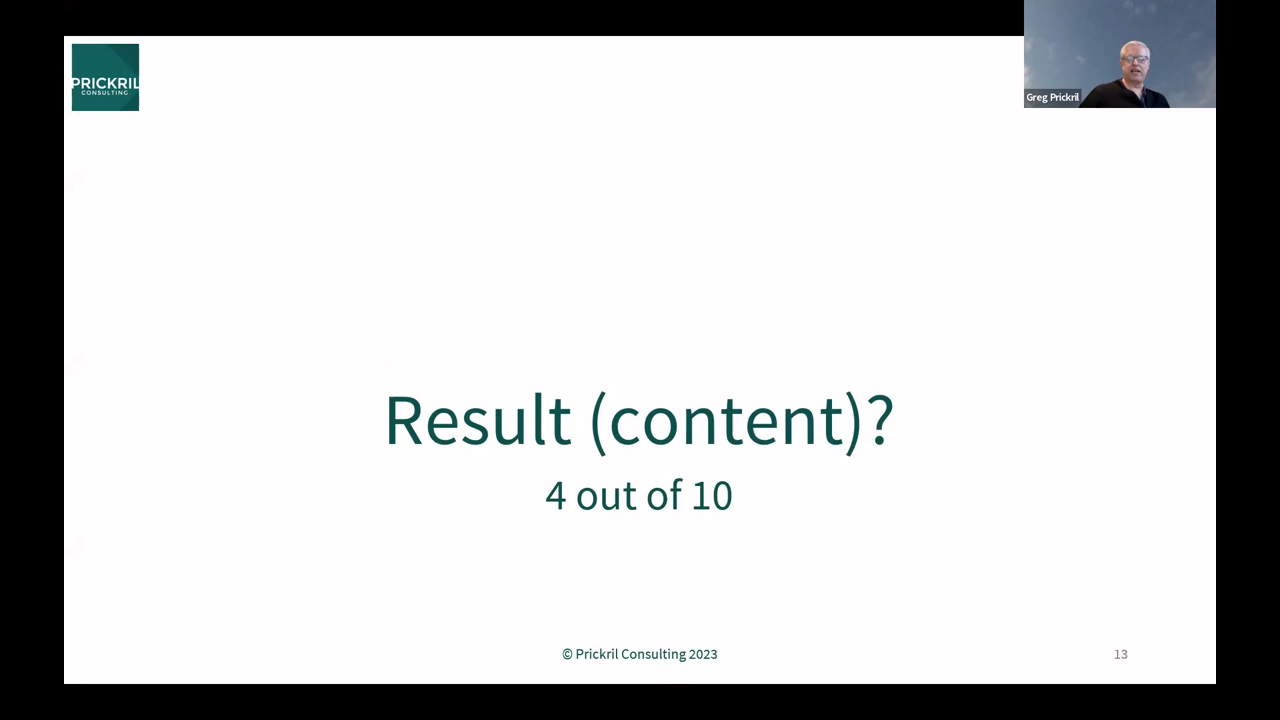 PRICKRIL
CONSULTING
Greg Prickril
Result (content)?
4 out of 10
© Prickril Consulting 2023
13